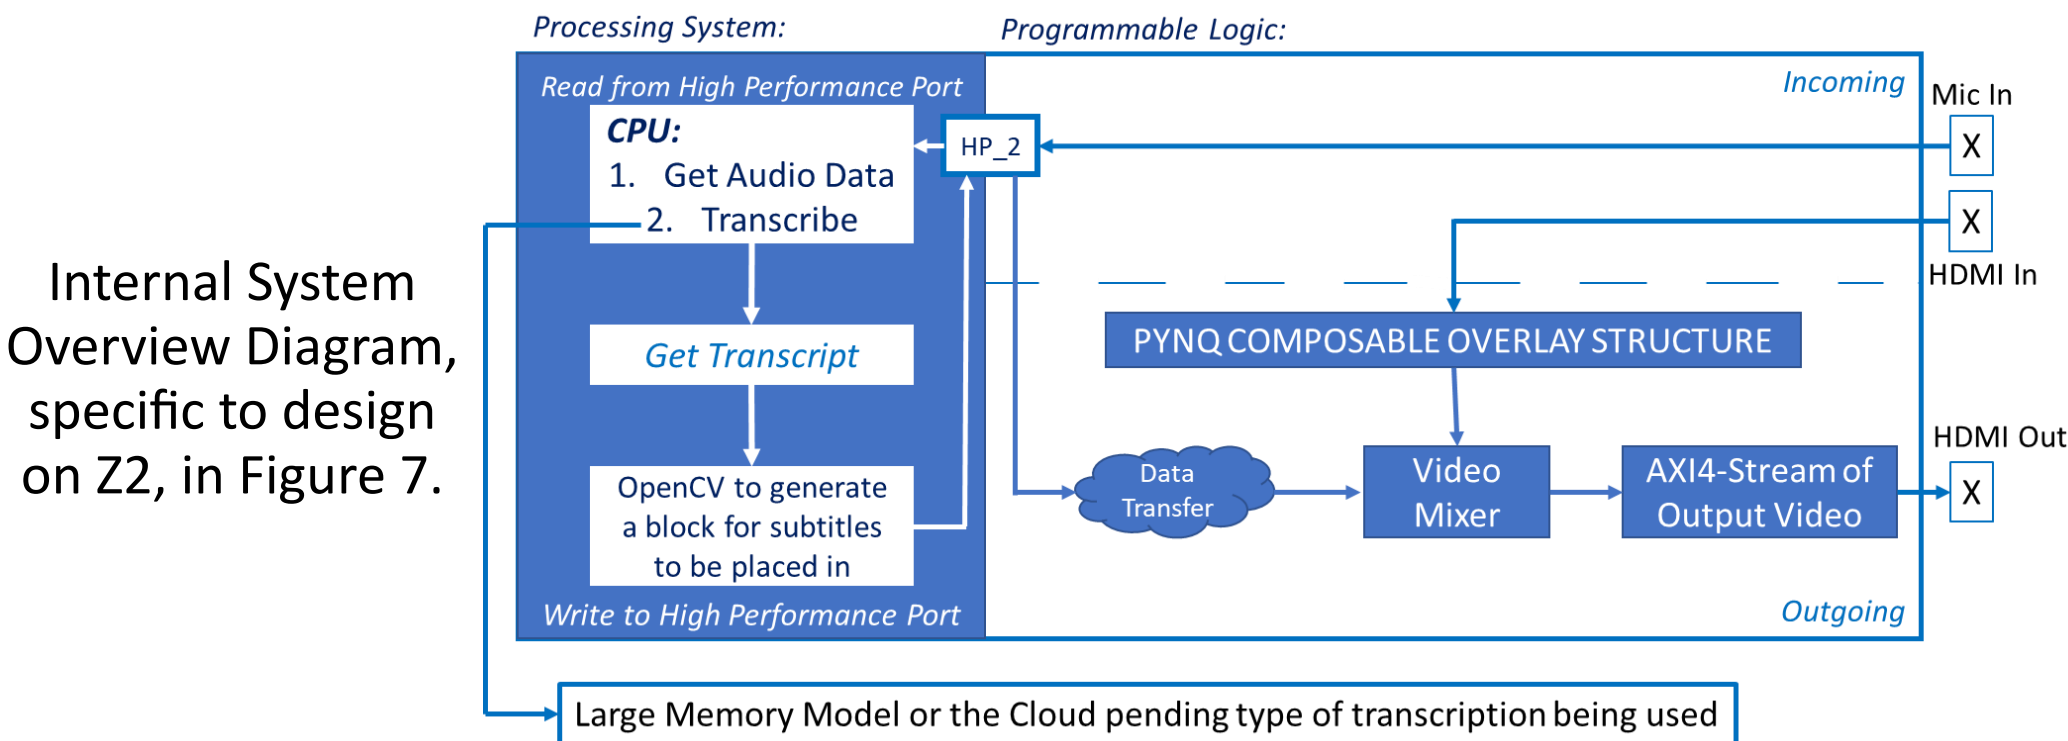 Processing System:
Programmable Logic:
Read from High Performance Port
Incoming
Mic In
CPU:
1. Get Audio Data
2. Transcribe
HP_2
X
X
HDMI In
Internal System
Overview Diagram,
specific to design
on Z2, in Figure 7.
Get Transcript
PYNQ COMPOSABLE OVERLAY STRUCTURE
OpenCV to generate
a block for subtitles
to be placed in
Data
Transfer
Video
Mixer
AXI4-Stream of
Output Video
HDMI Out
X
Write to High Performance Port
Outgoing
Large Memory Model or the Cloud pending type of transcription being used